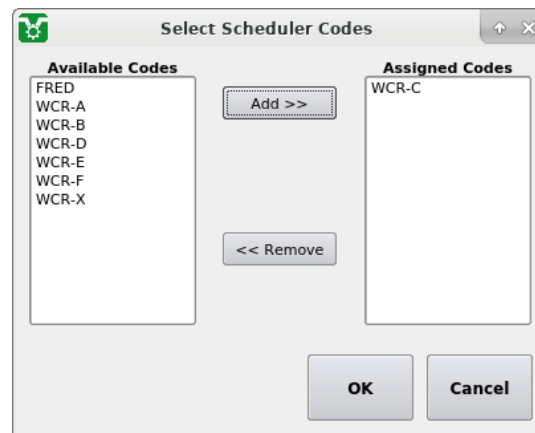 Select Scheduler Codes
Available Codes
FRED
WCR-A
WCR-B
WCR-D
WCR-E
WCR-F
WCR-X
Add >>
<< Remove
Assigned Codes
WCR-C
OK
Cancel